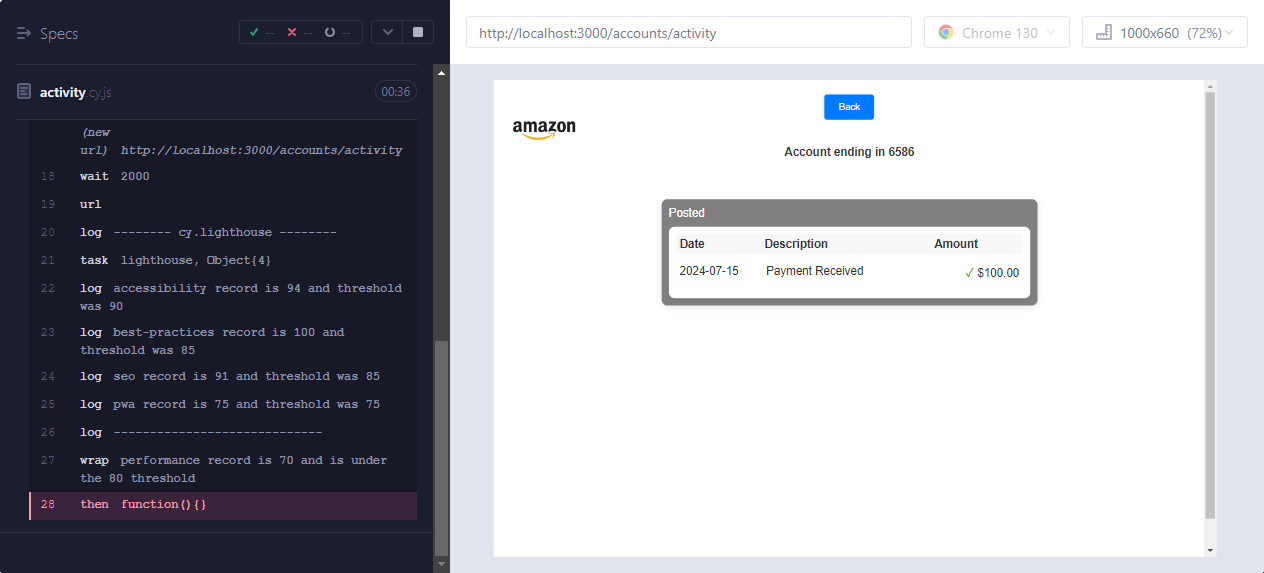 Specs
-- -- --
activity.cy.js
00:36
(new
url) http://localhost:3000/accounts/activity
18 wait 2000
19 url
20 log -------- cy.lighthouse --------
21 task lighthouse, Object{4}
22 log accessibility record is 94 and threshold
was 90
23 log best-practices record is 100 and
threshold was 85
24 log seo record is 91 and threshold was 85
25 log pwa record is 75 and threshold was 75
26 log -----------------------------
27 wrap performance record is 70 and is under
the 80 threshold
28 then function(){}
http://localhost:3000/accounts/activity
Chrome 130
1000x660 (72%)
Back
amazon
Account ending in 6586
Posted
Date Description Amount
2024-07-15 Payment Received ✓ $100.00